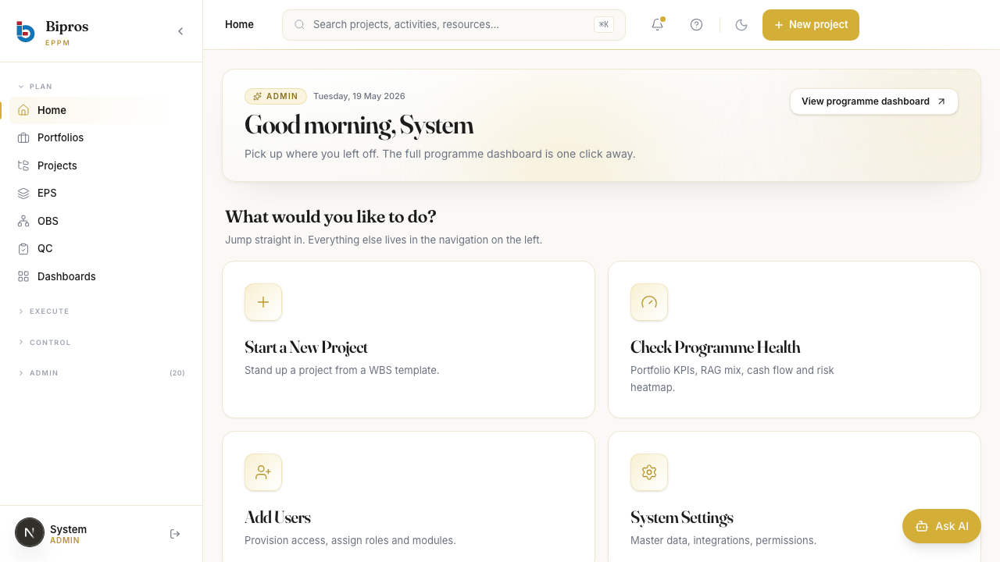 Bipros
EPPM
PLAN
Home
Portfolios
Projects
EPS
OBS
QC
Dashboards
EXECUTE
CONTROL
ADMIN (20)
System
ADMIN
Home
Search projects, activities, resources...
⌘K
New project
ADMIN
Tuesday, 19 May 2026
Good morning, System
Pick up where you left off. The full programme dashboard is one click away.
View programme dashboard
What would you like to do?
Jump straight in. Everything else lives in the navigation on the left.
Start a New Project
Stand up a project from a WBS template.
Check Programme Health
Portfolio KPIs, RAG mix, cash flow and risk
heatmap.
Add Users
Provision access, assign roles and modules.
System Settings
Master data, integrations, permissions.
Ask AI